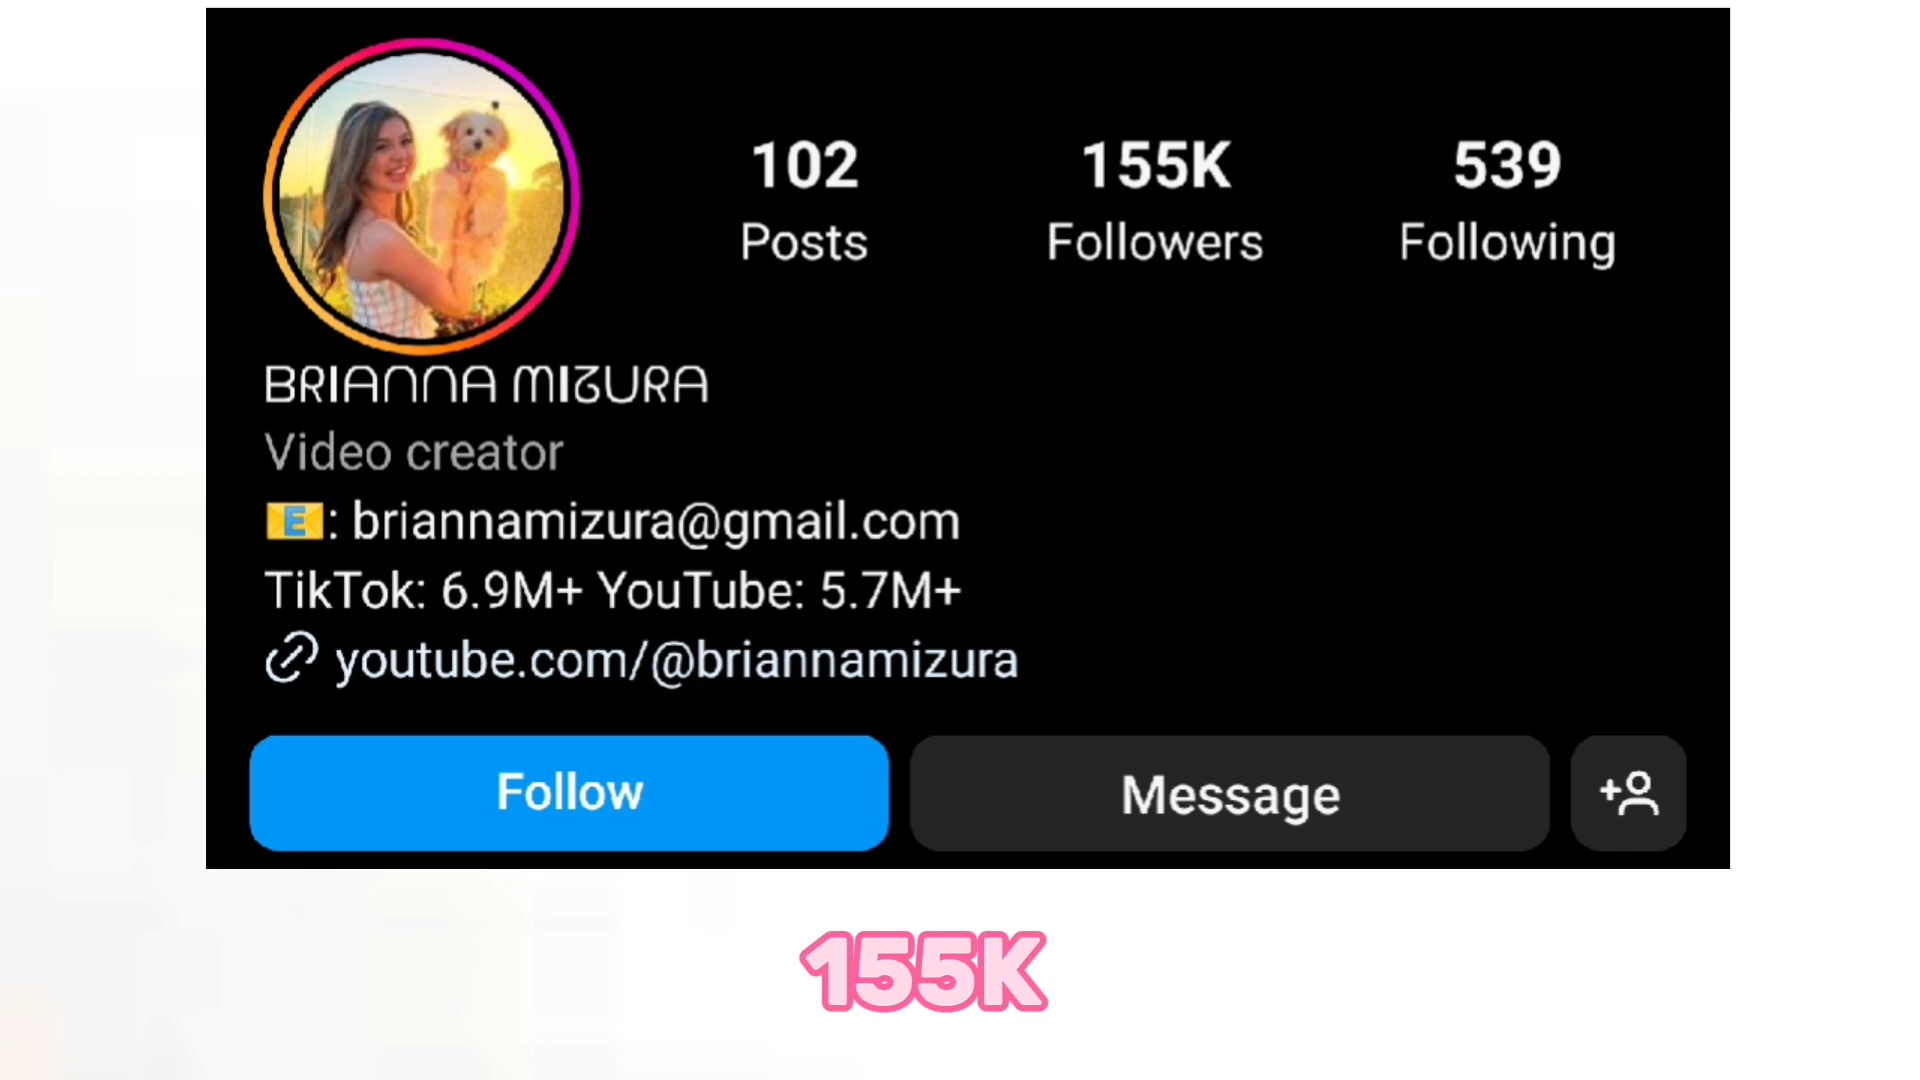 102 155K 539
Posts Followers Following
BRIANNA MIZURA
Video creator
📧: briannamizura@gmail.com
TikTok: 6.9M+ YouTube: 5.7M+
youtube.com/@briannamizura
Follow Message
155K